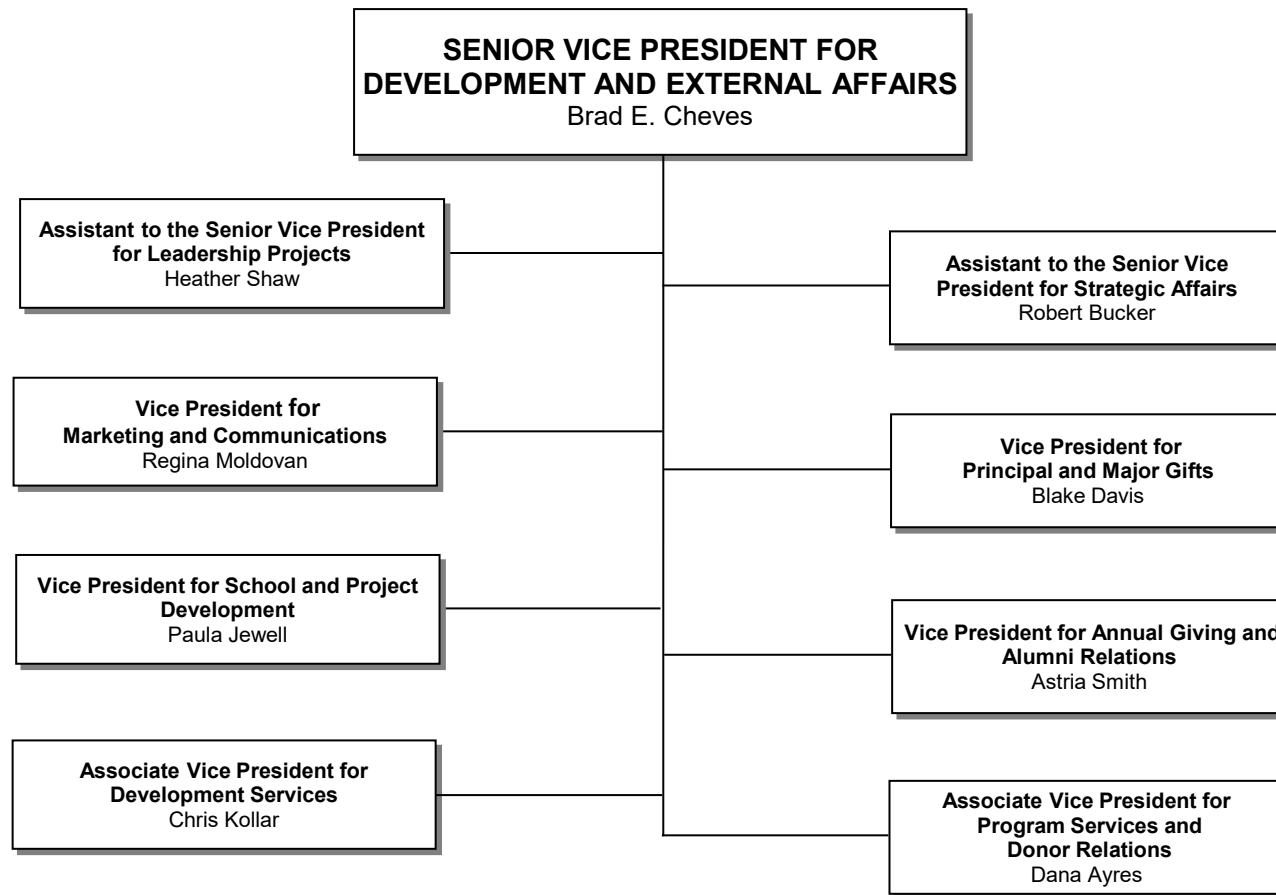 SENIOR VICE PRESIDENT FOR
DEVELOPMENT AND EXTERNAL AFFAIRS
Brad E. Cheves
Assistant to the Senior Vice President
for Leadership Projects
Heather Shaw
Assistant to the Senior Vice
President for Strategic Affairs
Robert Bucker
Vice President for
Marketing and Communications
Regina Moldovan
Vice President for
Principal and Major Gifts
Blake Davis
Vice President for School and Project
Development
Paula Jewell
Vice President for Annual Giving and
Alumni Relations
Astria Smith
Associate Vice President for
Development Services
Chris Kollar
Associate Vice President for
Program Services and
Donor Relations
Dana Ayres